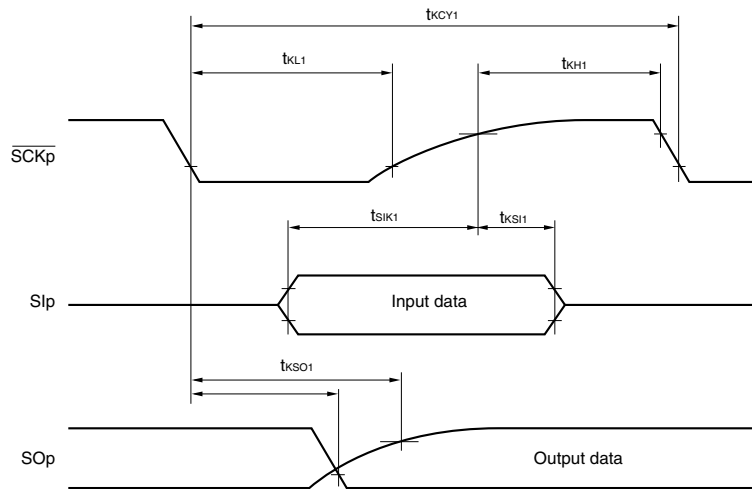 tKCY1
tKL1
tKH1
SCKp
tSIK1
tKSI1
SIp
Input data
tKSO1
SOp
Output data